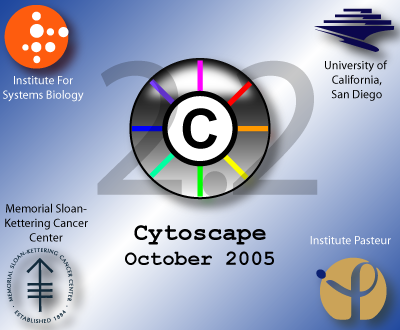 Institute For
Systems Biology
University of
California,
San Diego
2.2
C
Memorial Sloan-
Kettering Cancer
Center
MEMORIAL SLOAN-KETTERING CANCER CENTER
· ESTABLISHED 1884 ·
Cytoscape
October 2005
Institute Pasteur